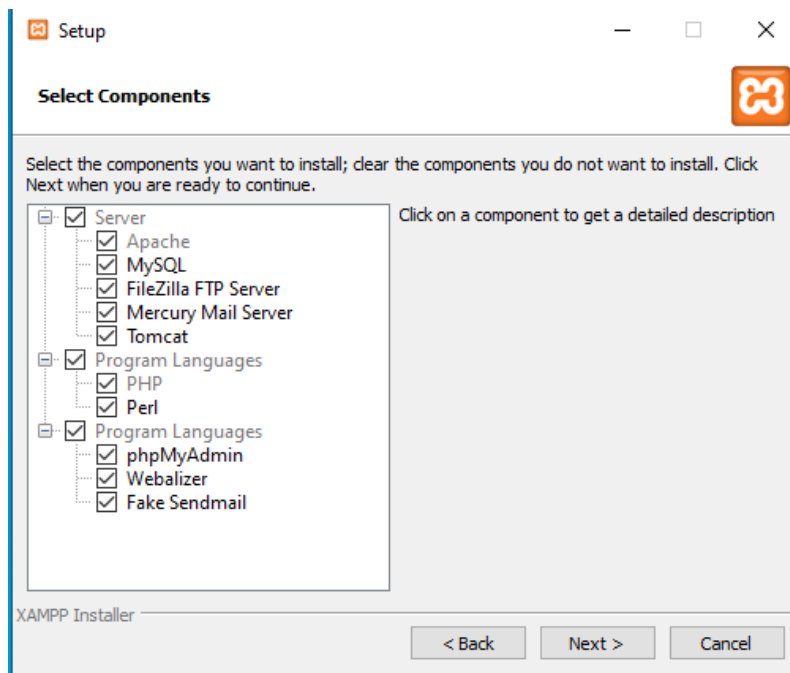 Setup
Select Components
Select the components you want to install; clear the components you do not want to install. Click
Next when you are ready to continue.
Server
Apache
MySQL
FileZilla FTP Server
Mercury Mail Server
Tomcat
Program Languages
PHP
Perl
Program Languages
phpMyAdmin
Webalizer
Fake Sendmail
Click on a component to get a detailed description
XAMPP Installer
< Back
Next >
Cancel